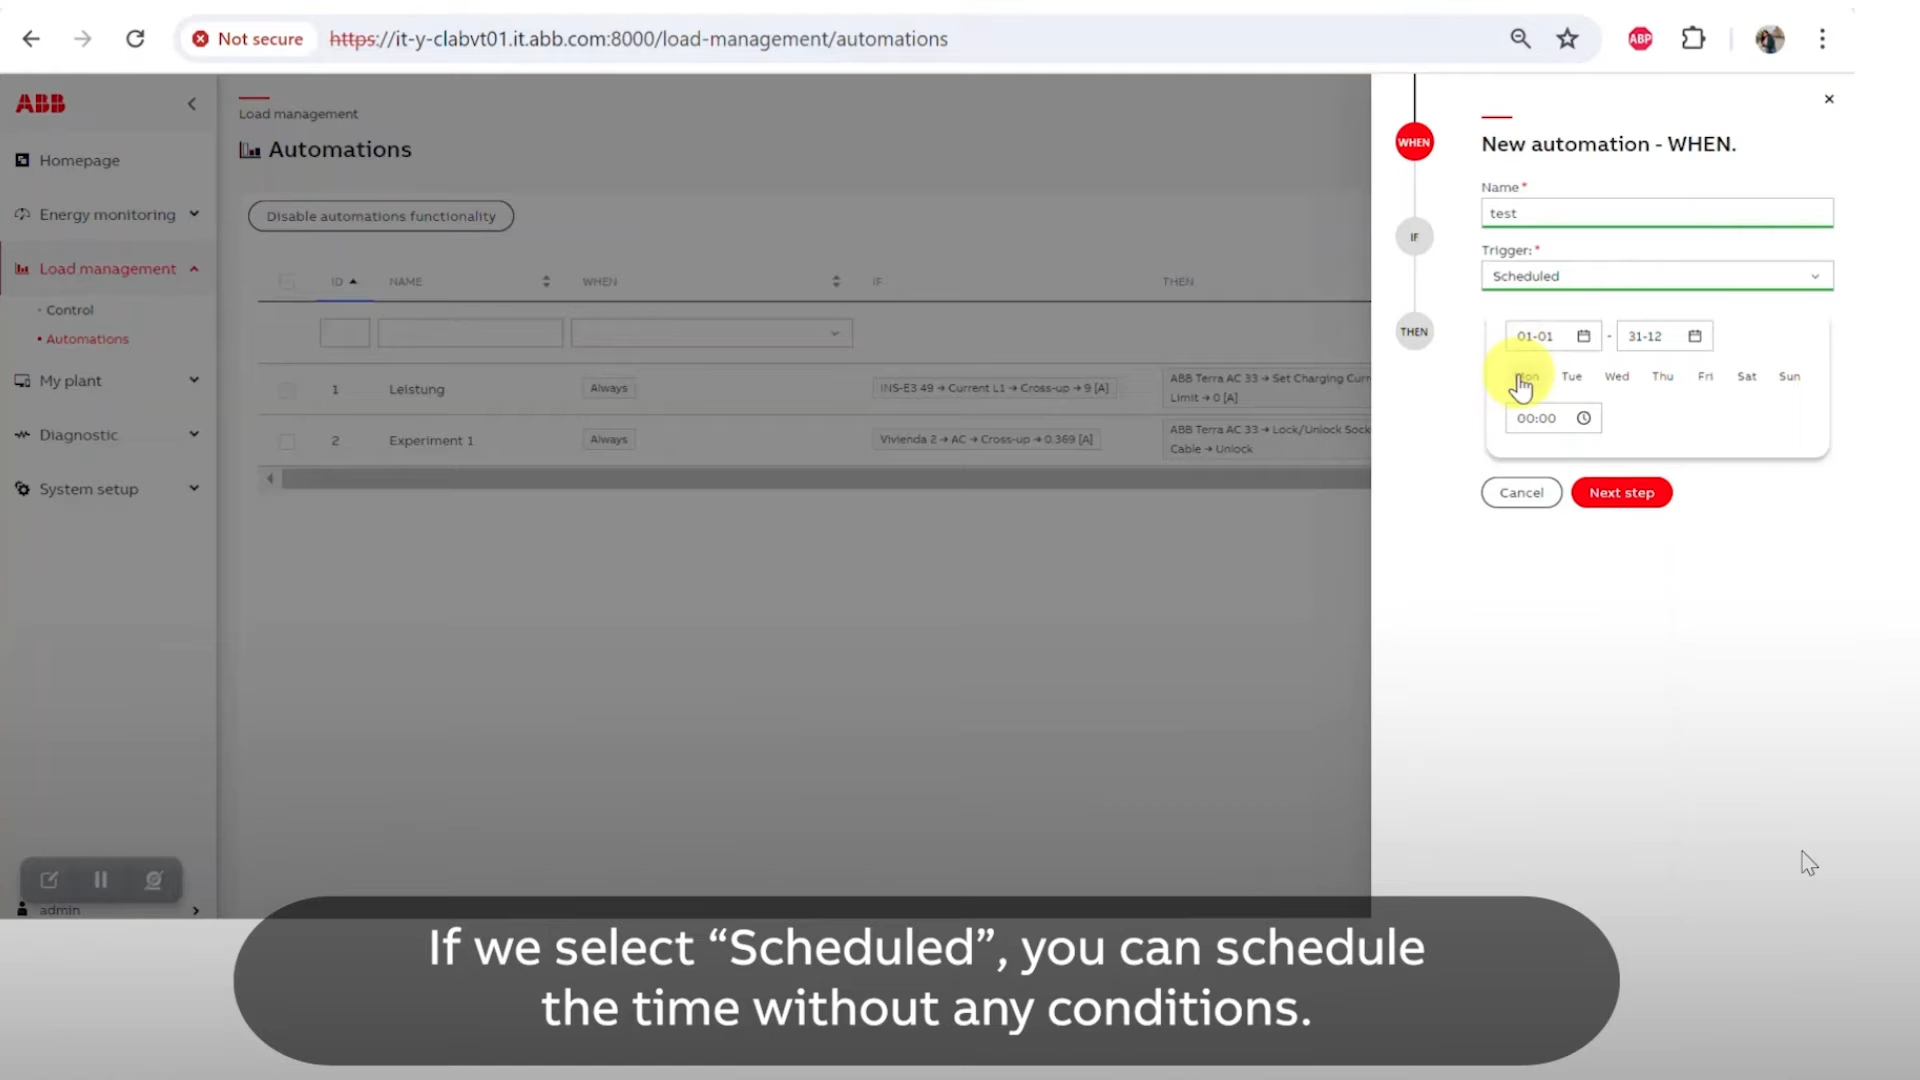 Not secure
https://it-y-clabvt01.it.abb.com:8000/load-management/automations
ABP
ABB
Homepage
Energy monitoring
Load management
- Control
• Automations
My plant
Diagnostic
System setup
admin
Load management
Automations
Disable automations functionality
ID NAME WHEN IF THEN
1 Leistung Always INS-E3 49 → Current L1 → Cross-up → 9 [A] ABB Terra AC 33 → Set Charging Curr
Limit → 0 [A]
2 Experiment 1 Always Vivienda 2 → AC → Cross-up → 0.369 [A] ABB Terra AC 33 → Lock/Unlock Sock
Cable → Unlock
WHEN
IF
THEN
New automation - WHEN.
Name *
test
Trigger: *
Scheduled
01-01 - 31-12
Mon Tue Wed Thu Fri Sat Sun
00:00
Cancel Next step
If we select “Scheduled”, you can schedule
the time without any conditions.